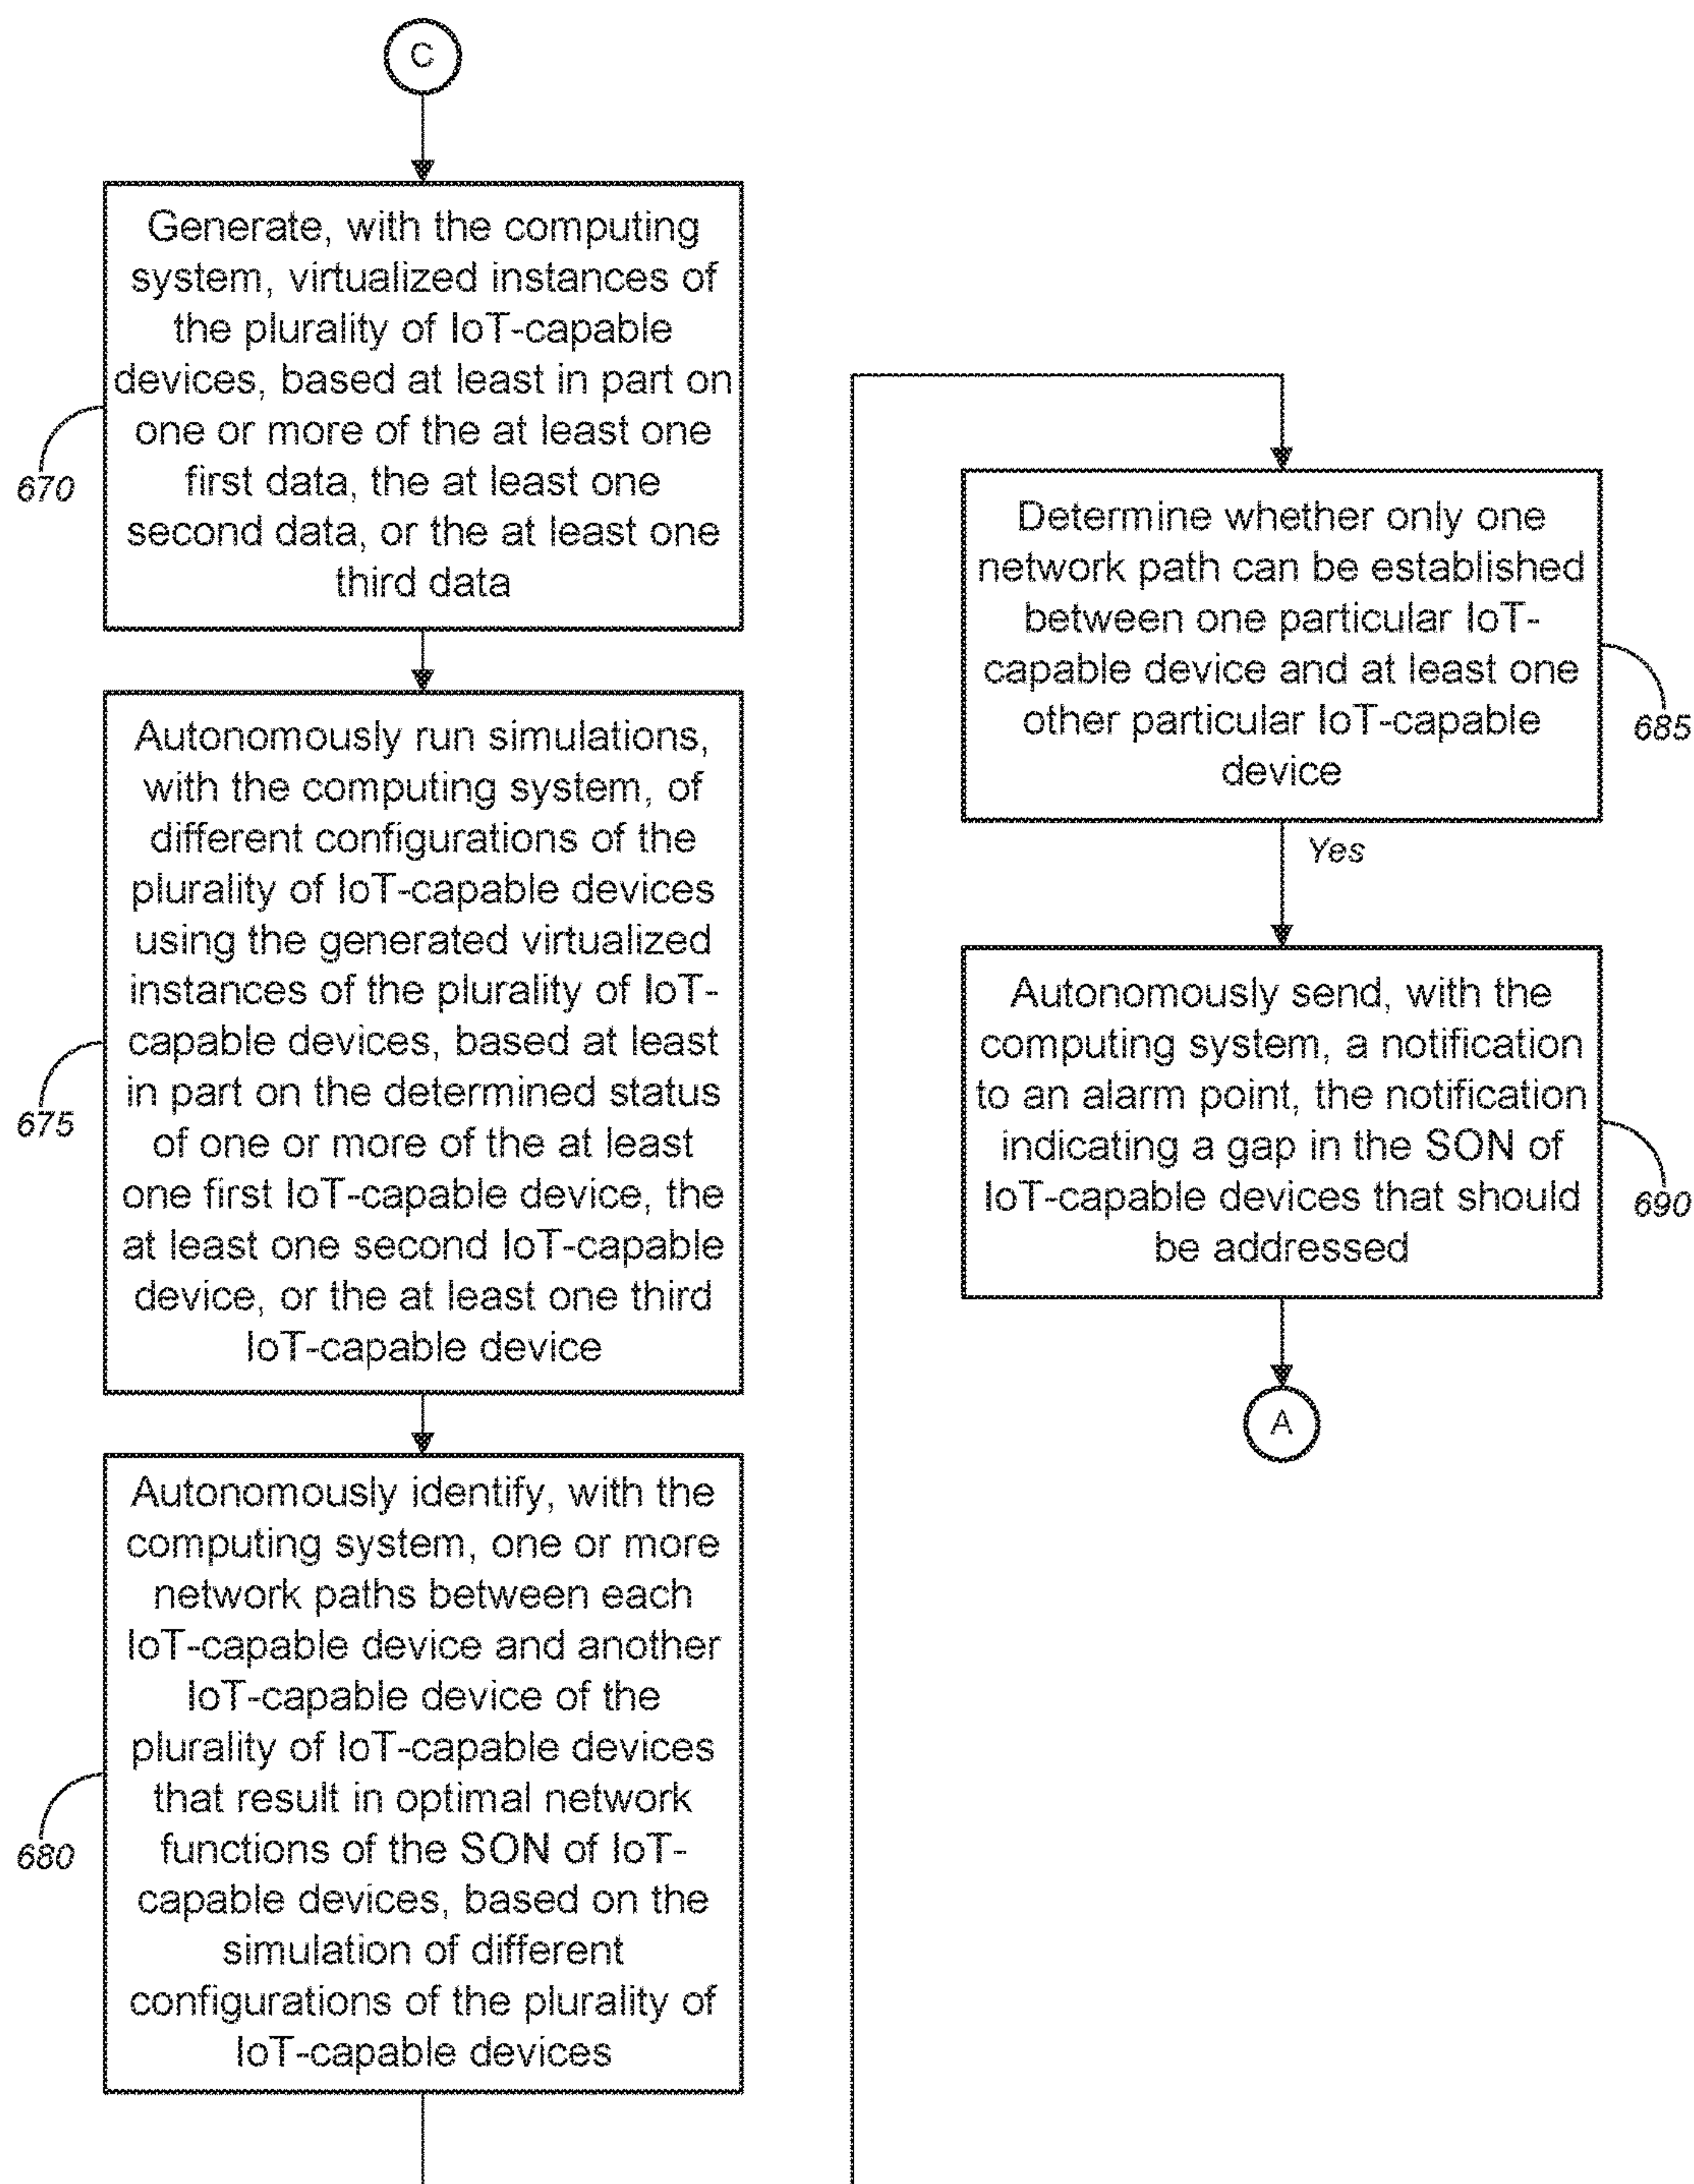 C
Generate, with the computing
system, virtualized instances of
the plurality of IoT-capable
devices, based at least in part on
one or more of the at least one
first data, the at least one
second data, or the at least one
third data
670
Autonomously run simulations,
with the computing system, of
different configurations of the
plurality of IoT-capable devices
using the generated virtualized
instances of the plurality of IoT-
capable devices, based at least
in part on the determined status
of one or more of the at least
one first IoT-capable device, the
at least one second IoT-capable
device, or the at least one third
IoT-capable device
675
Autonomously identify, with the
computing system, one or more
network paths between each
IoT-capable device and another
IoT-capable device of the
plurality of IoT-capable devices
that result in optimal network
functions of the SON of IoT-
capable devices, based on the
simulation of different
configurations of the plurality of
IoT-capable devices
680
Determine whether only one
network path can be established
between one particular IoT-
capable device and at least one
other particular IoT-capable
device
685
Yes
Autonomously send, with the
computing system, a notification
to an alarm point, the notification
indicating a gap in the SON of
IoT-capable devices that should
be addressed
690
A